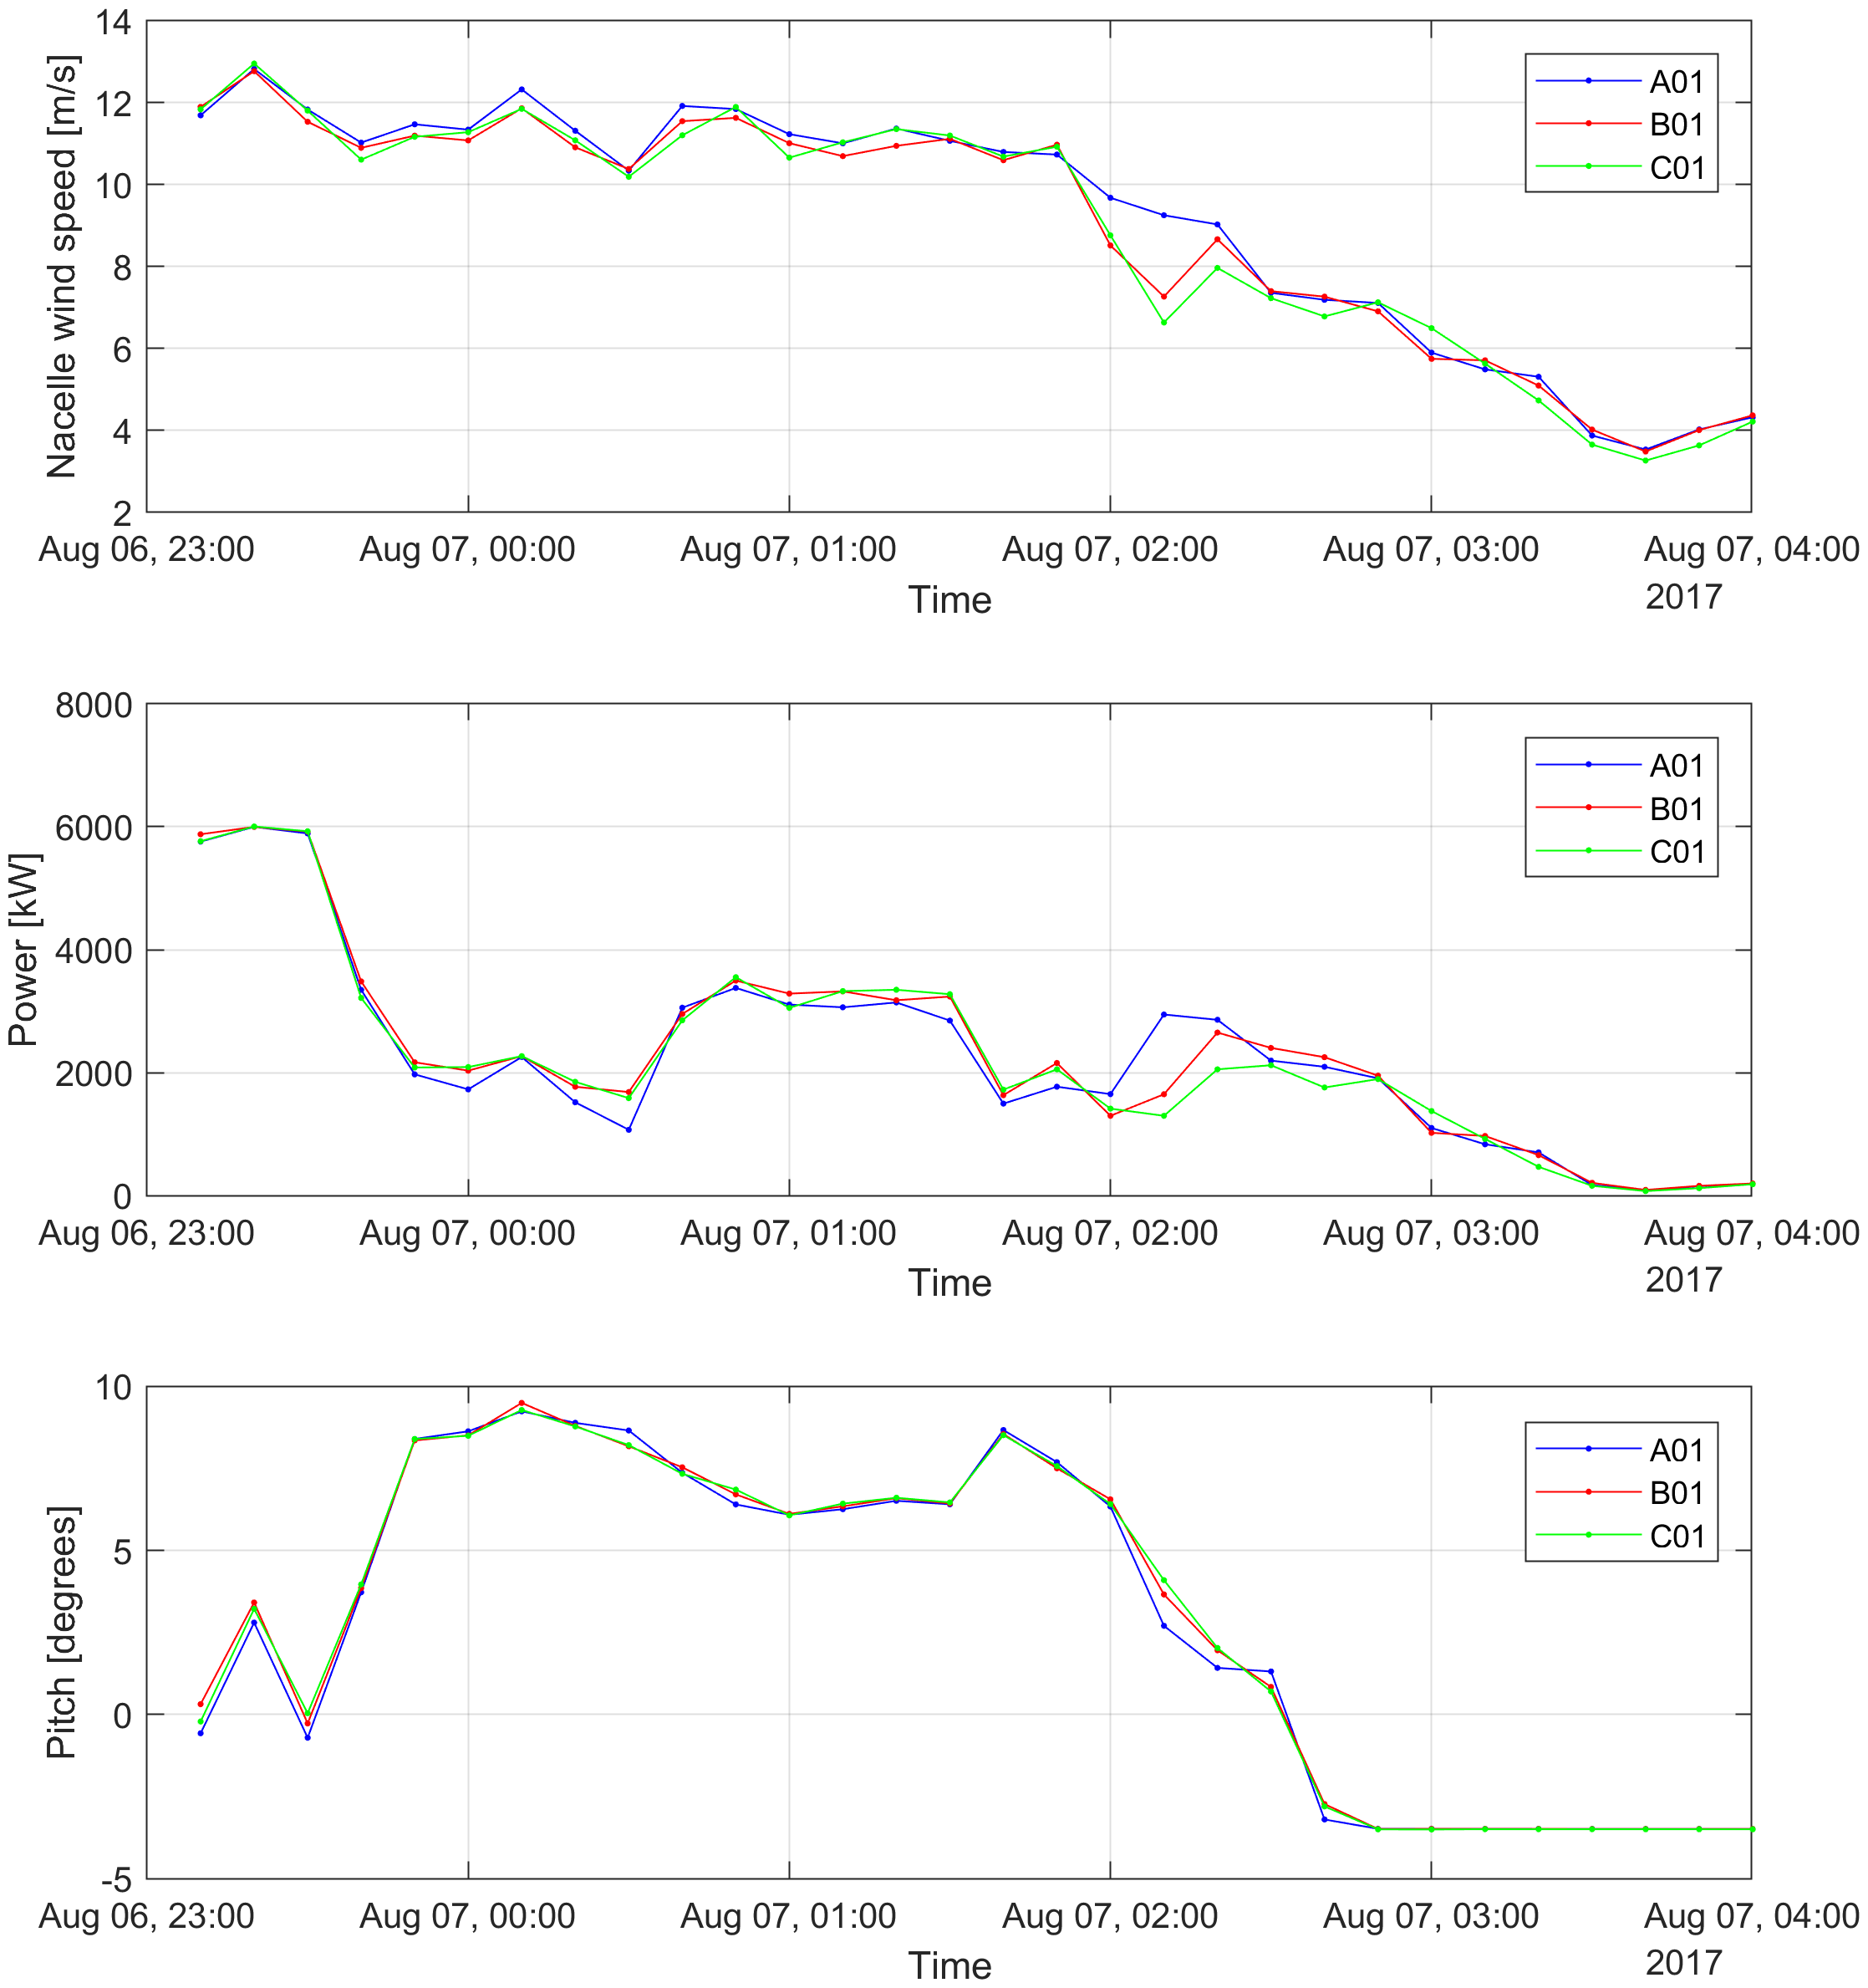 Nacelle wind speed [m/s]
14
12
10
8
6
4
2
A01
B01
C01
Aug 06, 23:00 Aug 07, 00:00 Aug 07, 01:00 Aug 07, 02:00 Aug 07, 03:00 Aug 07, 04:00
Time 2017
Power [kW]
8000
6000
4000
2000
0
A01
B01
C01
Aug 06, 23:00 Aug 07, 00:00 Aug 07, 01:00 Aug 07, 02:00 Aug 07, 03:00 Aug 07, 04:00
Time 2017
Pitch [degrees]
10
5
0
-5
A01
B01
C01
Aug 06, 23:00 Aug 07, 00:00 Aug 07, 01:00 Aug 07, 02:00 Aug 07, 03:00 Aug 07, 04:00
Time 2017